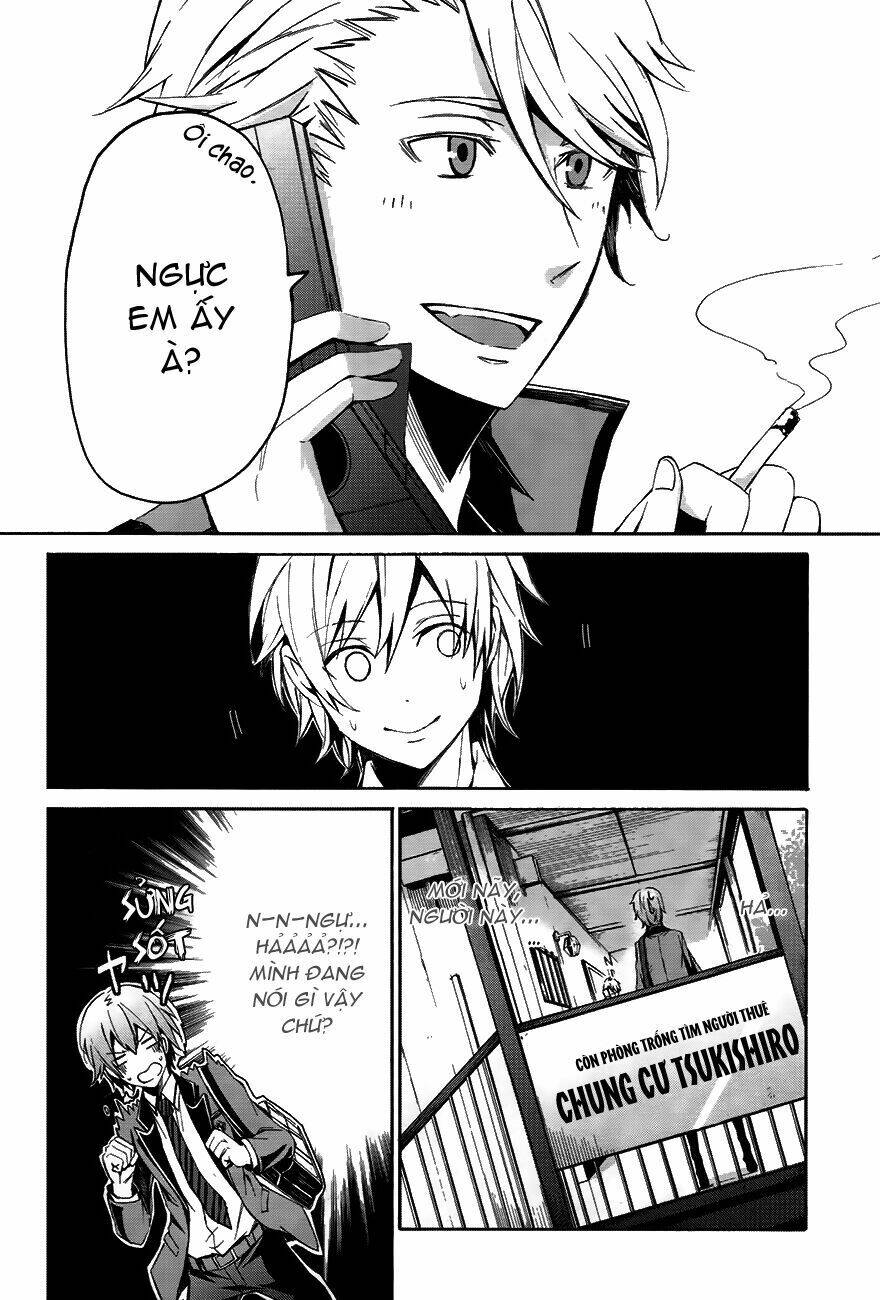 Ôi chao.
NGỰC
EM ẤY
À?
HẢ...
MỚI NÃY,
NGƯỜI NÀY...
CÒN PHÒNG TRỐNG TÌM NGƯỜI THUÊ
CHUNG CƯ TSUKISHIRO
N-N-NGỰ...
HẢẢẢẢ?!?!
MÌNH ĐANG
NÓI GÌ VẬY
CHỨ?
SỬNG
SỐT